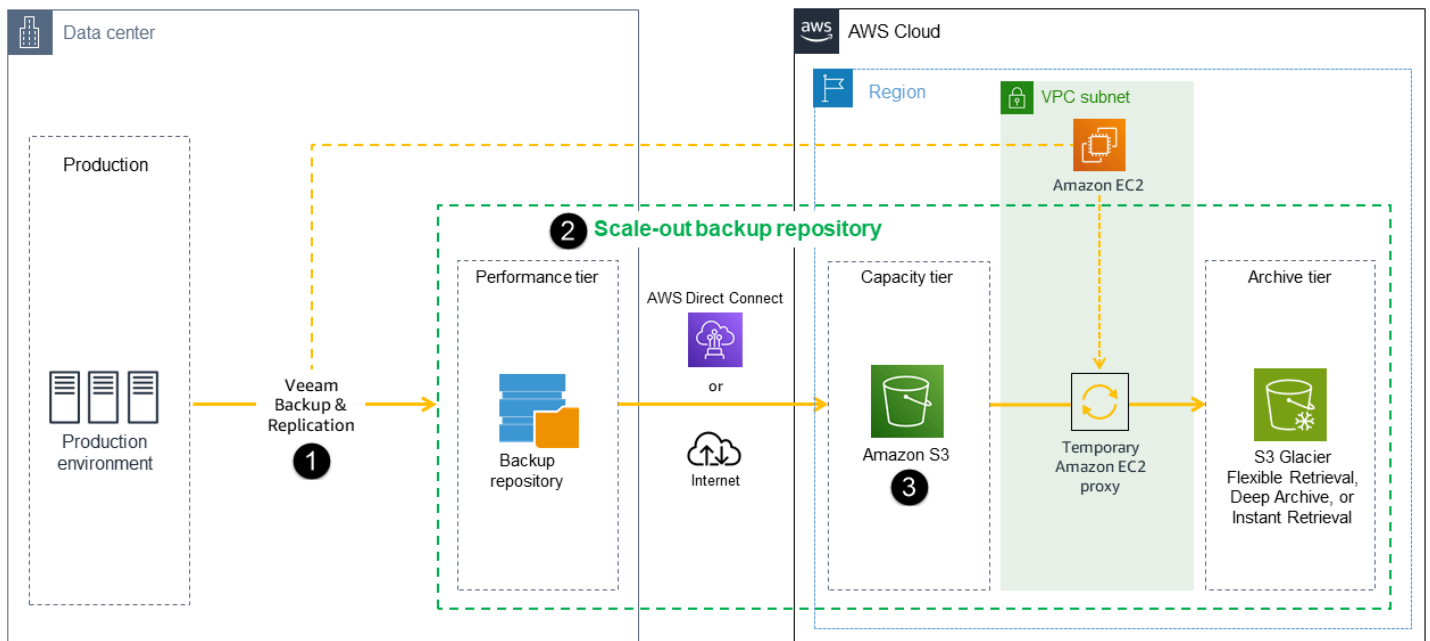 Data center
aws
AWS Cloud
Region
VPC subnet
Production
Amazon EC2
2 Scale-out backup repository
Performance tier
AWS Direct Connect
Capacity tier
Archive tier
or
Veeam
Backup &
Replication
1
Production
environment
Backup
repository
Internet
Amazon S3
3
Temporary
Amazon EC2
proxy
S3 Glacier
Flexible Retrieval,
Deep Archive, or
Instant Retrieval